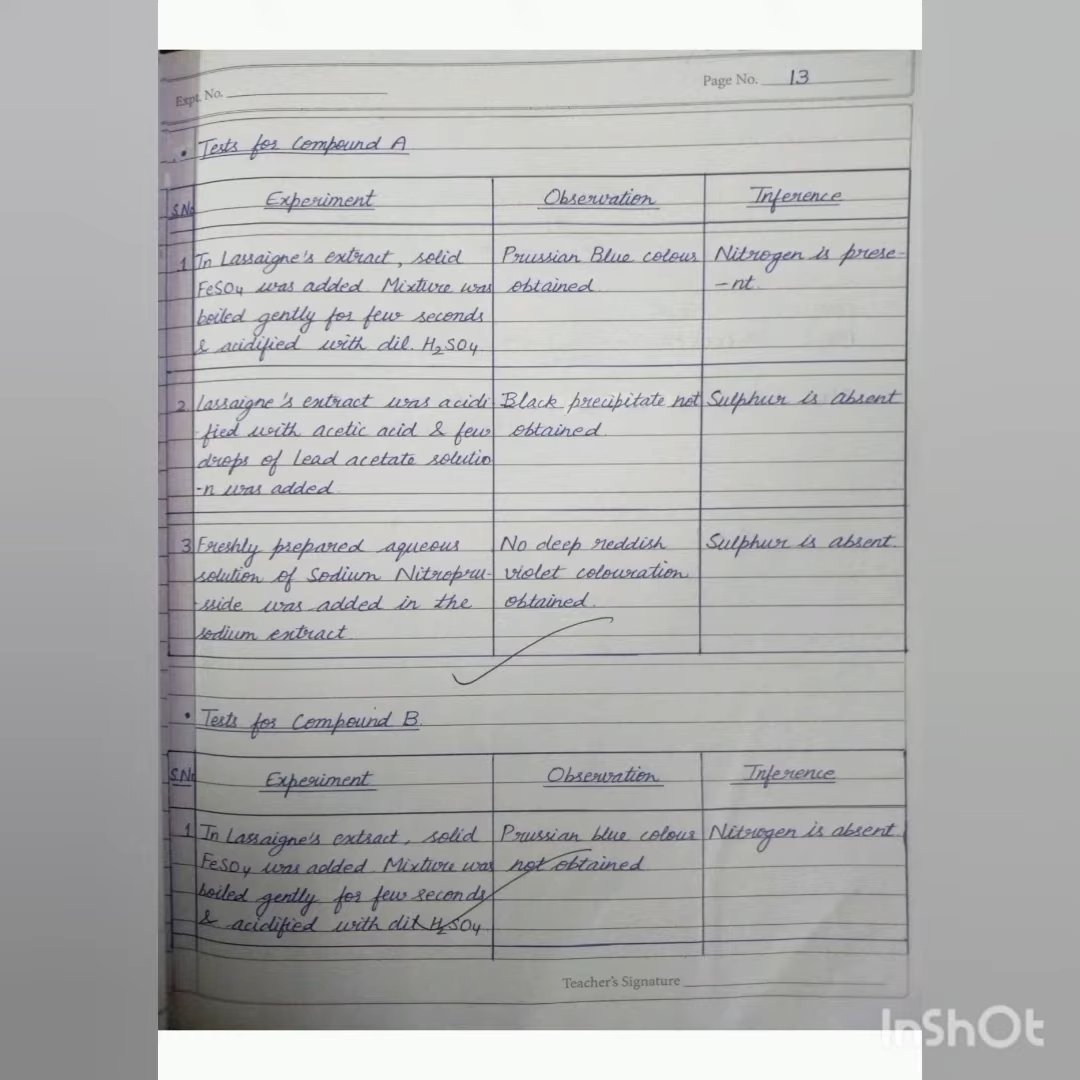 Page No. 13
Expt. No.
• Tests for Compound A
S.No
Experiment
Observation
Inference
1 In Lassaigne's extract, solid
FeSO4 was added. Mixture was
boiled gently for few seconds
& acidified with dil. H2SO4.
Prussian Blue colour
obtained.
Nitrogen is prese-
-nt.
2 Lassaigne's extract was acidi
-fied with acetic acid & few
drops of lead acetate solutio
-n was added
Black precipitate not
obtained.
Sulphur is absent
3 Freshly prepared aqueous
solution of Sodium Nitropru-
-sside was added in the
sodium extract.
No deep reddish
violet colouration
obtained.
Sulphur is absent.
• Tests for Compound B.
S.No
Experiment
Observation
Inference
1 In Lassaigne's extract, solid
FeSO4 was added. Mixture was
boiled gently for few seconds
& acidified with dil. H2SO4.
Prussian blue colour
not obtained
Nitrogen is absent
Teacher's Signature
InShOt